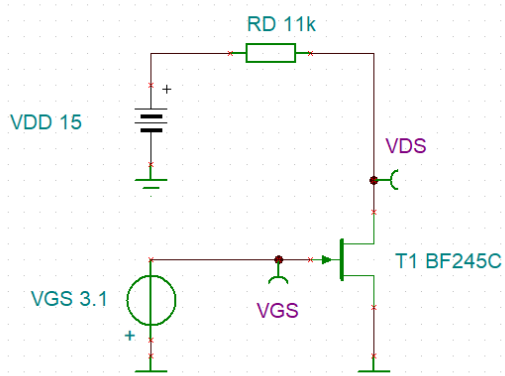 RD 11k
+
VDD 15
VDS
T1 BF245C
VGS 3.1
VGS
+